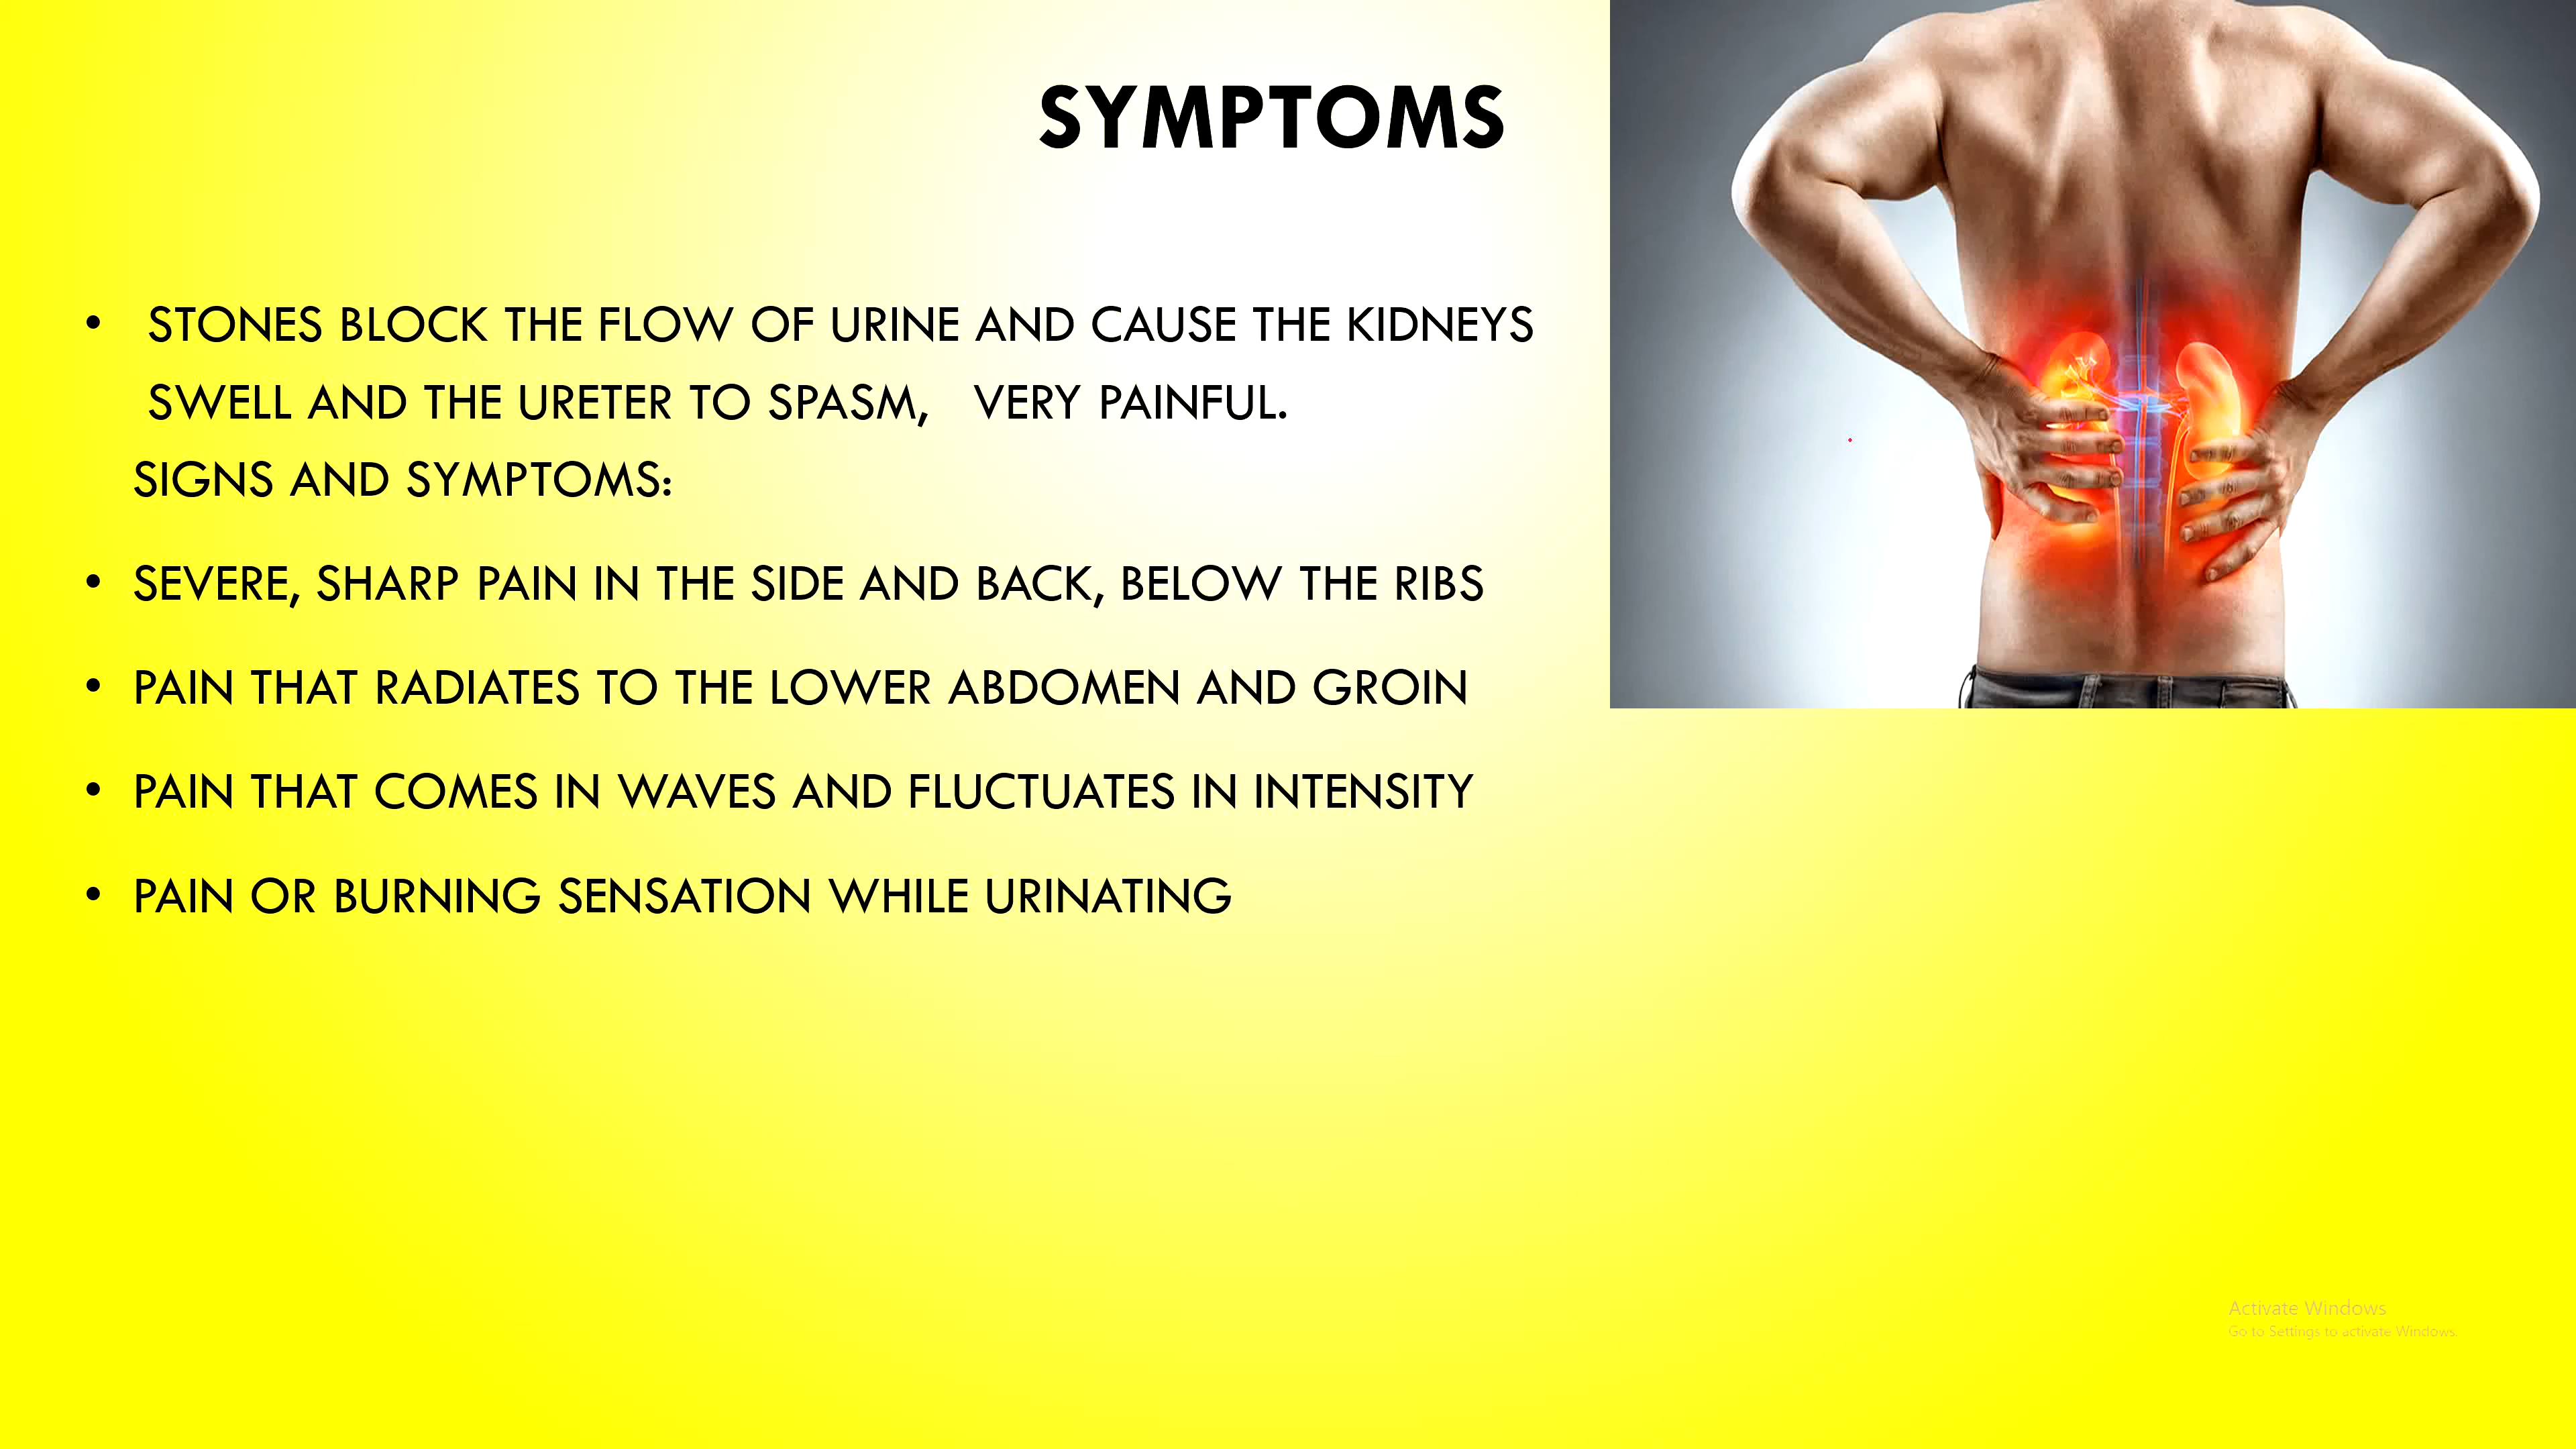 SYMPTOMS
• STONES BLOCK THE FLOW OF URINE AND CAUSE THE KIDNEYS
SWELL AND THE URETER TO SPASM, VERY PAINFUL.
SIGNS AND SYMPTOMS:
• SEVERE, SHARP PAIN IN THE SIDE AND BACK, BELOW THE RIBS
• PAIN THAT RADIATES TO THE LOWER ABDOMEN AND GROIN
• PAIN THAT COMES IN WAVES AND FLUCTUATES IN INTENSITY
• PAIN OR BURNING SENSATION WHILE URINATING
Activate Windows
Go to Settings to activate Windows.